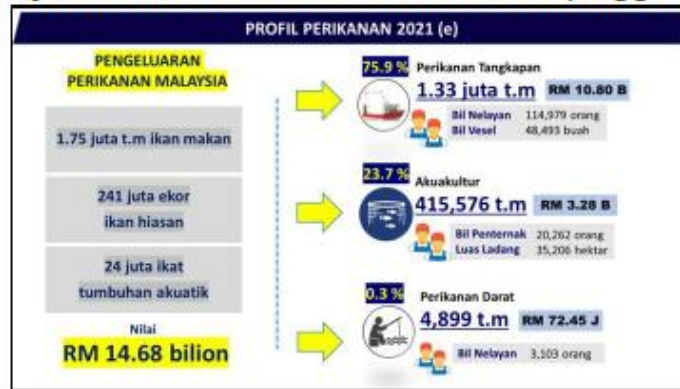 PROFIL PERIKANAN 2021 (e)
PENGELUARAN
PERIKANAN MALAYSIA
1.75 juta t.m ikan makan
241 juta ekor
ikan hiasan
24 juta ikat
tumbuhan akuatik
Nilai
RM 14.68 bilion
75.9 % Perikanan Tangkapan
1.33 juta t.m RM 10.80 B
Bil Nelayan 114,979 orang
Bil Vesel 48,493 buah
23.7 % Akuakultur
415,576 t.m RM 3.28 B
Bil Penternak 20,262 orang
Luas Ladang 35,206 hektar
0.3 % Perikanan Darat
4,899 t.m RM 72.45 J
Bil Nelayan 3,103 orang